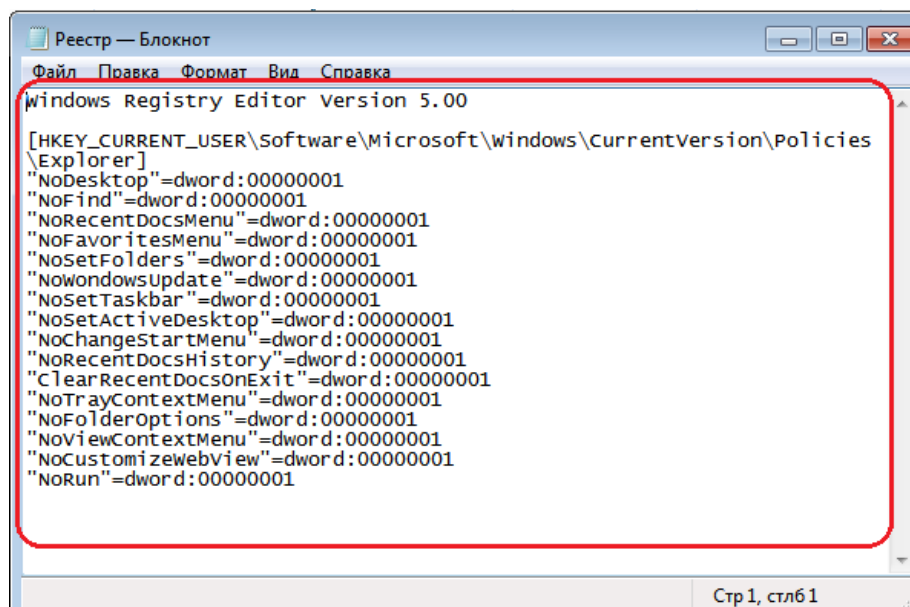 Реестр — Блокнот
Файл Правка Формат Вид Справка
Windows Registry Editor Version 5.00
[HKEY_CURRENT_USER\Software\Microsoft\Windows\CurrentVersion\Policies
\Explorer]
"NoDesktop"=dword:00000001
"NoFind"=dword:00000001
"NoRecentDocsMenu"=dword:00000001
"NoFavoritesMenu"=dword:00000001
"NoSetFolders"=dword:00000001
"NoWondowsUpdate"=dword:00000001
"NoSetTaskbar"=dword:00000001
"NoSetActiveDesktop"=dword:00000001
"NoChangeStartMenu"=dword:00000001
"NoRecentDocsHistory"=dword:00000001
"ClearRecentDocsOnExit"=dword:00000001
"NoTrayContextMenu"=dword:00000001
"NoFolderOptions"=dword:00000001
"NoViewContextMenu"=dword:00000001
"NoCustomizeWebView"=dword:00000001
"NoRun"=dword:00000001
Стр 1, стлб 1